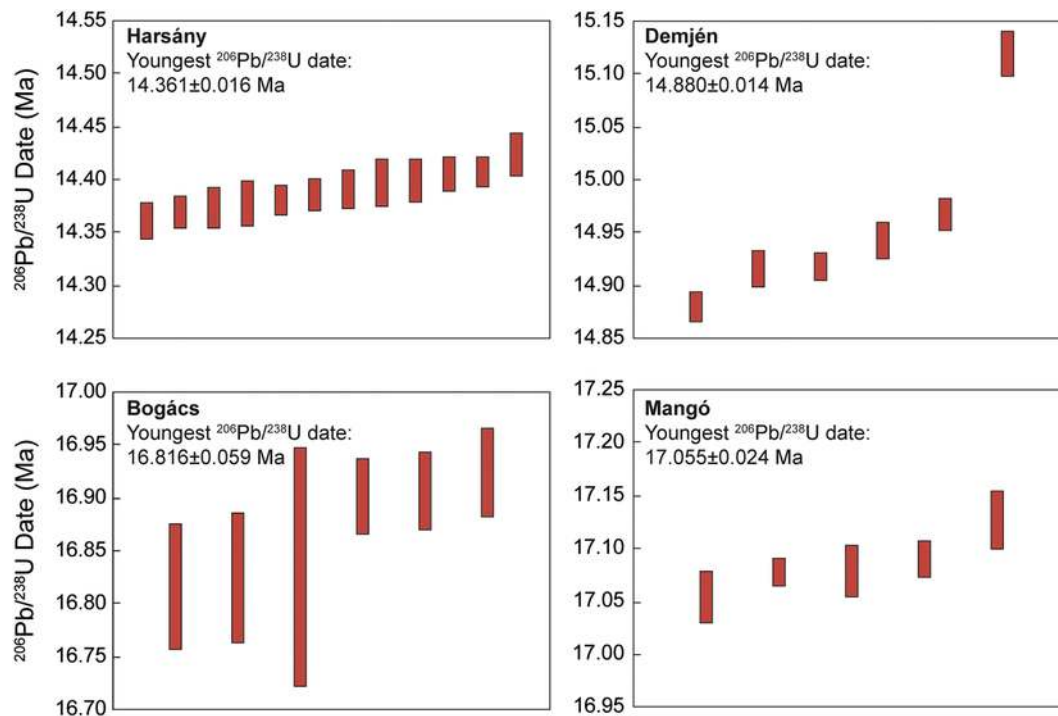 ²⁰⁶Pb/²³⁸U Date (Ma)
14.55
14.50
14.45
14.40
14.35
14.30
14.25
Harsány
Youngest ²⁰⁶Pb/²³⁸U date:
14.361±0.016 Ma
15.15
15.10
15.05
15.00
14.95
14.90
14.85
Demjén
Youngest ²⁰⁶Pb/²³⁸U date:
14.880±0.014 Ma
²⁰⁶Pb/²³⁸U Date (Ma)
17.00
16.95
16.90
16.85
16.80
16.75
16.70
Bogács
Youngest ²⁰⁶Pb/²³⁸U date:
16.816±0.059 Ma
17.25
17.20
17.15
17.10
17.05
17.00
16.95
Mangó
Youngest ²⁰⁶Pb/²³⁸U date:
17.055±0.024 Ma